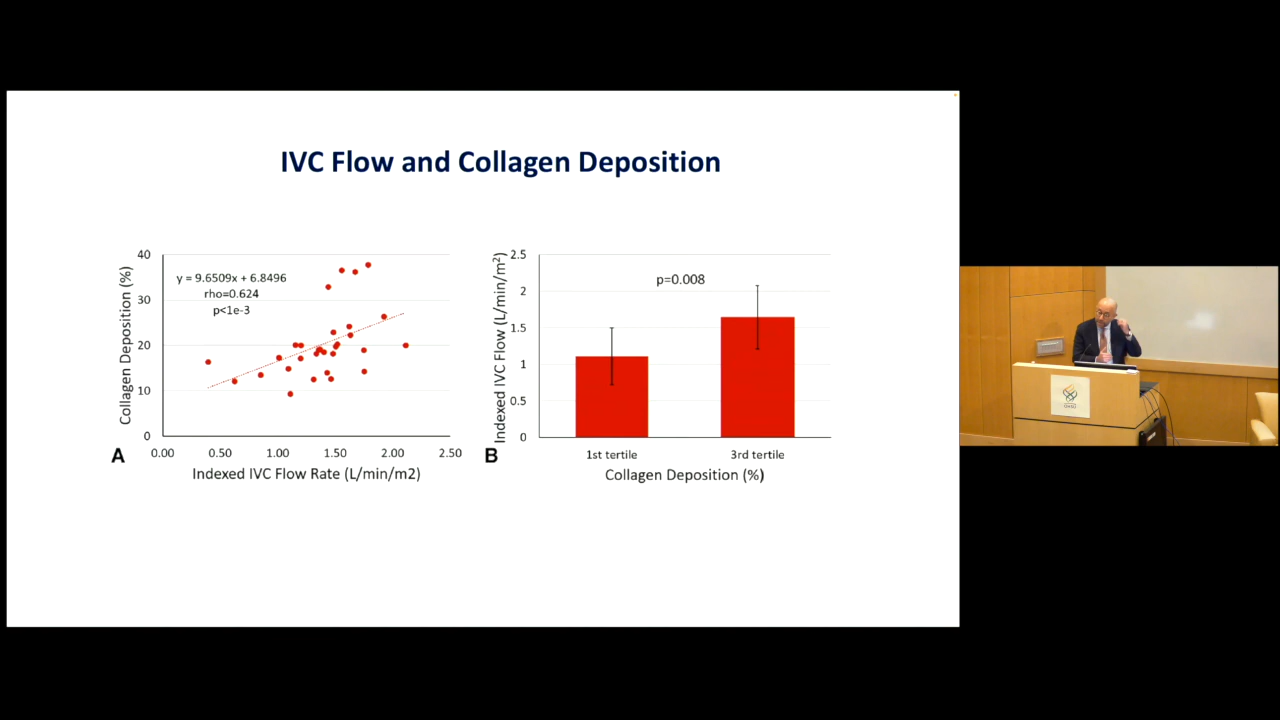 IVC Flow and Collagen Deposition
Collagen Deposition (%)
40
30
20
10
0
y = 9.6509x + 6.8496
rho=0.624
p<1e-3
0.00 0.50 1.00 1.50 2.00 2.50
A
Indexed IVC Flow Rate (L/min/m2)
Indexed IVC Flow (L/min/m²)
2.5
2
1.5
1
0.5
0
p=0.008
1st tertile 3rd tertile
B
Collagen Deposition (%)
OHSU